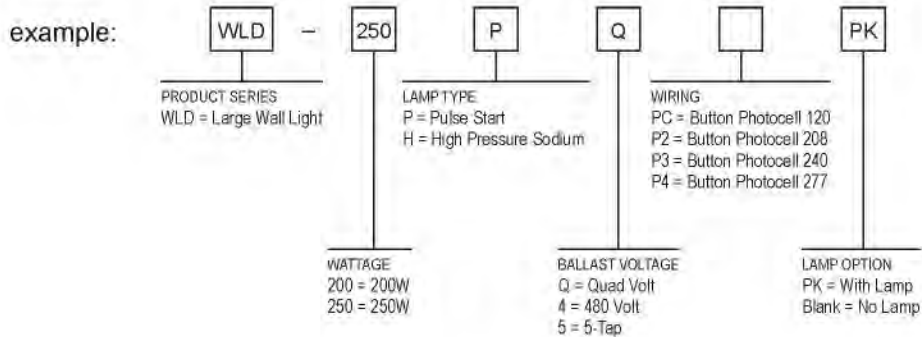 example: WLD – 250 P Q PK
PRODUCT SERIES
WLD = Large Wall Light
LAMP TYPE
P = Pulse Start
H = High Pressure Sodium
WIRING
PC = Button Photocell 120
P2 = Button Photocell 208
P3 = Button Photocell 240
P4 = Button Photocell 277
WATTAGE
200 = 200W
250 = 250W
BALLAST VOLTAGE
Q = Quad Volt
4 = 480 Volt
5 = 5-Tap
LAMP OPTION
PK = With Lamp
Blank = No Lamp